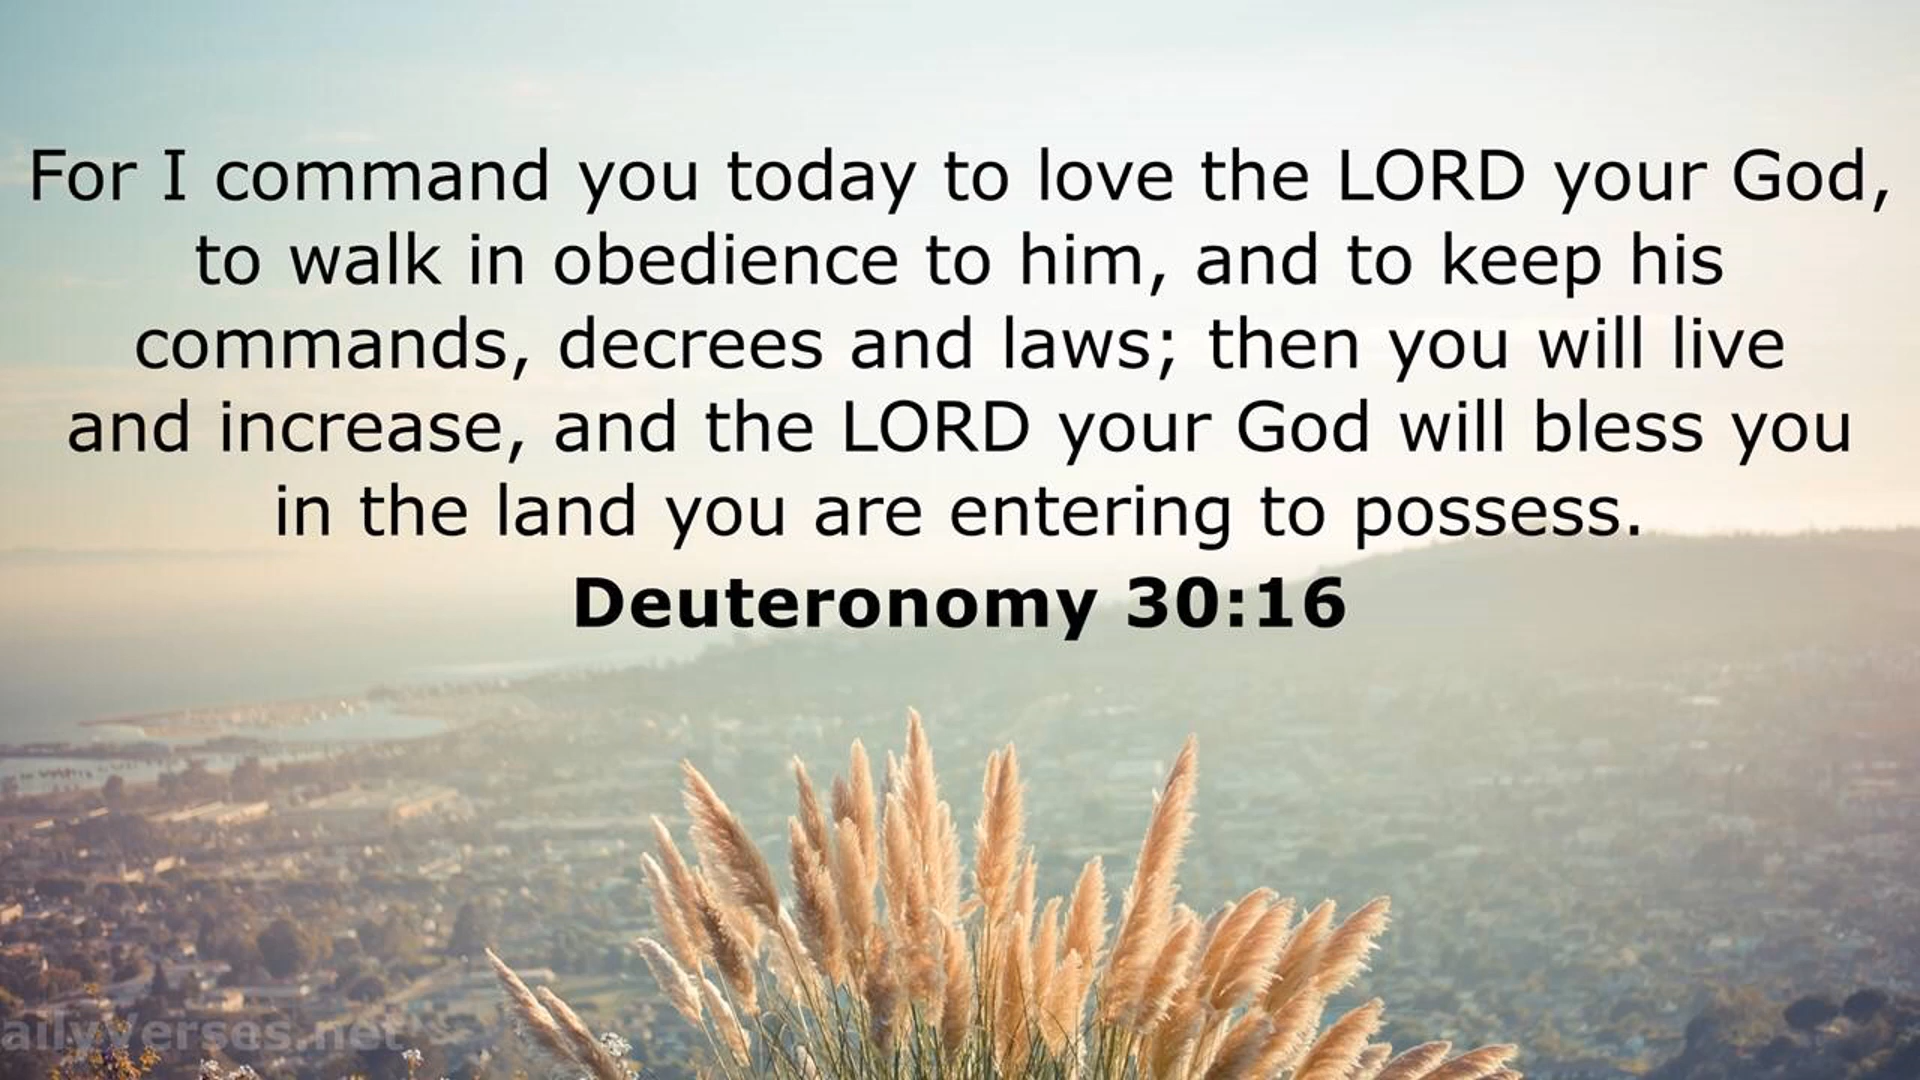 For I command you today to love the LORD your God,
to walk in obedience to him, and to keep his
commands, decrees and laws; then you will live
and increase, and the LORD your God will bless you
in the land you are entering to possess.
Deuteronomy 30:16
ailyVerses.net